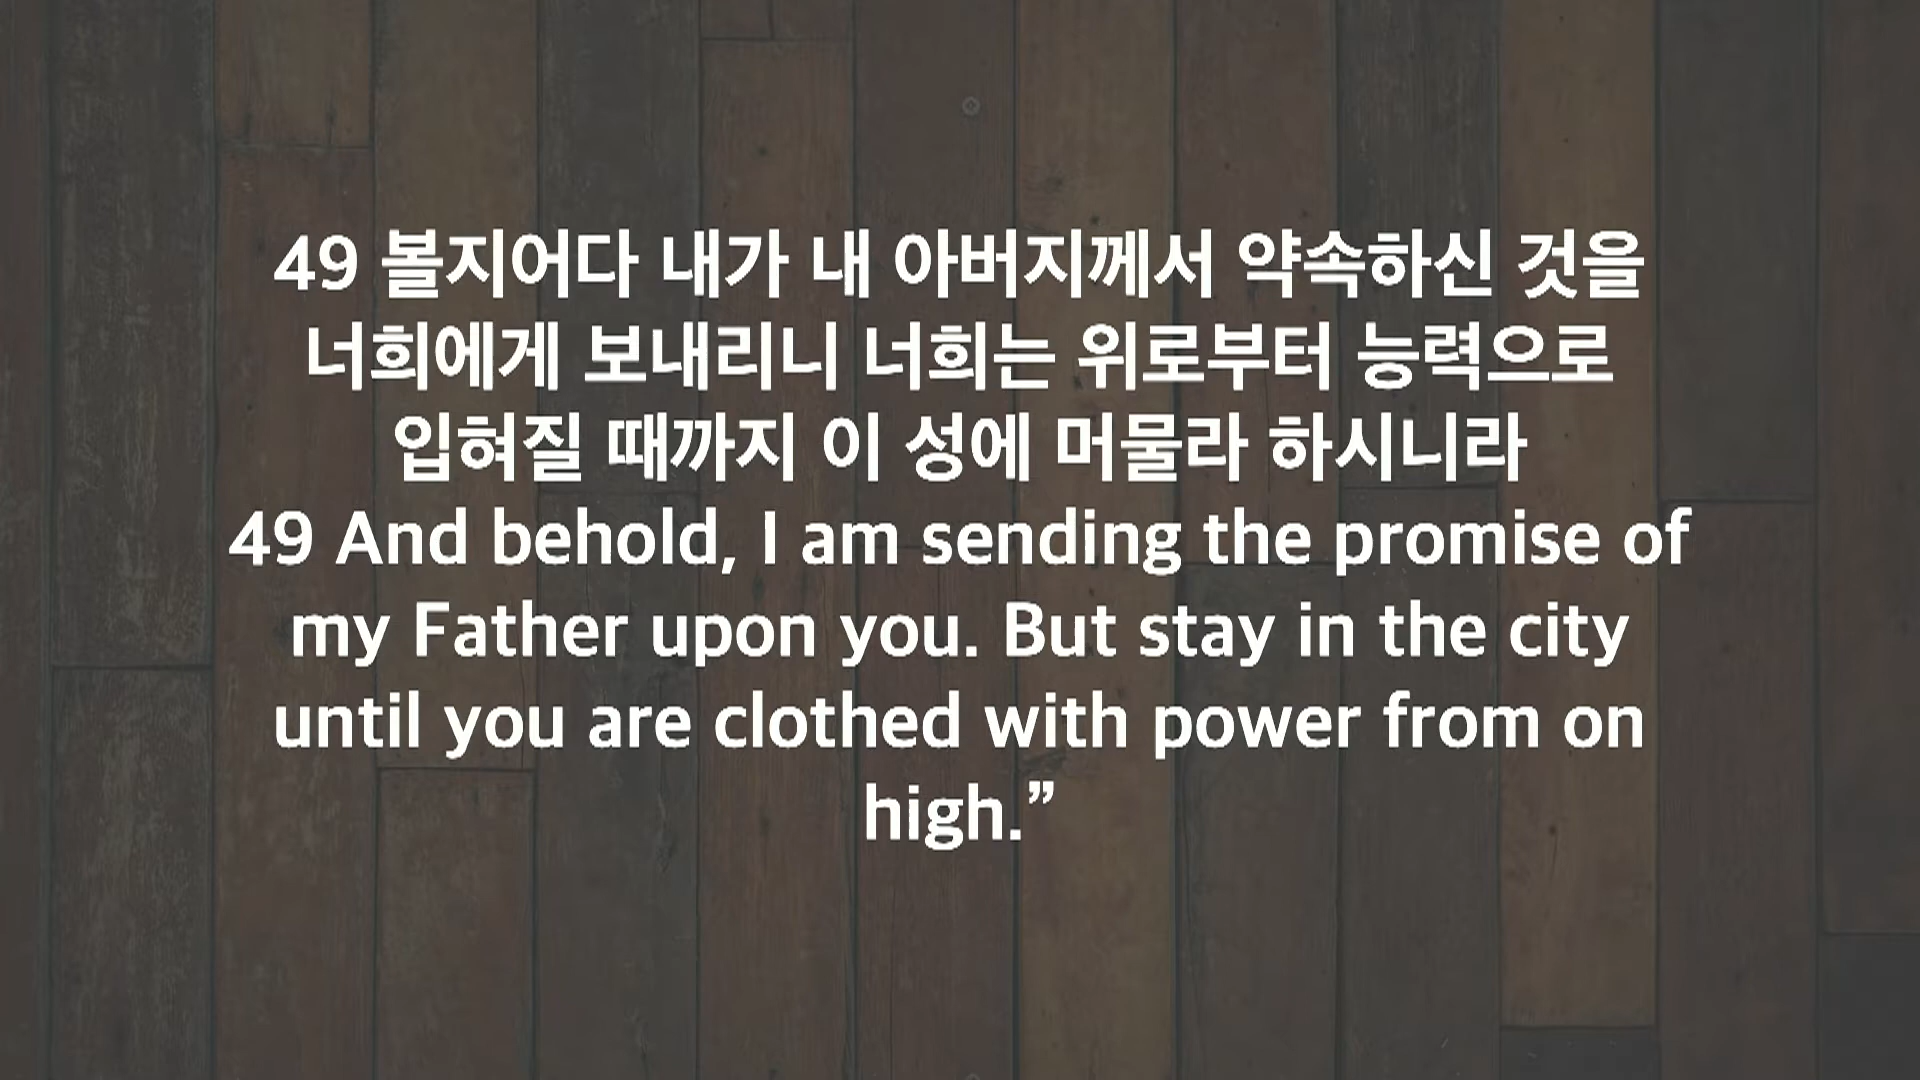 49 볼지어다 내가 내 아버지께서 약속하신 것을
너희에게 보내리니 너희는 위로부터 능력으로
입혀질 때까지 이 성에 머물라 하시니라
49 And behold, I am sending the promise of
my Father upon you. But stay in the city
until you are clothed with power from on
high.”